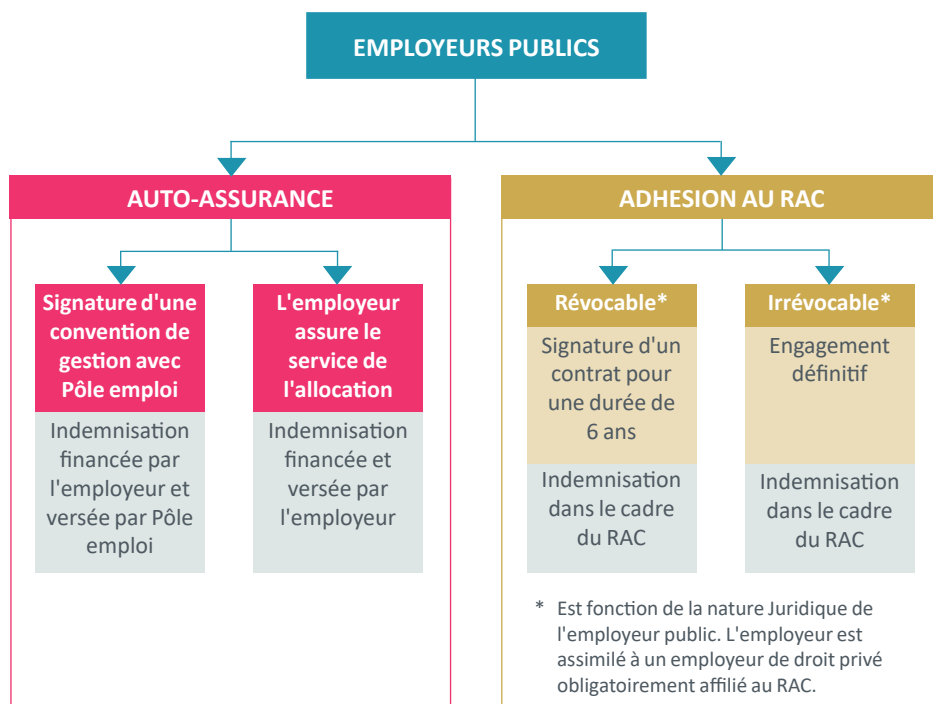 EMPLOYEURS PUBLICS
AUTO-ASSURANCE
Signature d'une
convention de
gestion avec
Pôle emploi
Indemnisation
financée par
l'employeur et
versée par Pôle
emploi
L'employeur
assure le
service de
l'allocation
Indemnisation
financée et
versée par
l'employeur
ADHESION AU RAC
Révocable*
Signature d'un
contrat pour
une durée de
6 ans
Indemnisation
dans le cadre
du RAC
Irrévocable*
Engagement
définitif
Indemnisation
dans le cadre
du RAC
* Est fonction de la nature Juridique de
l'employeur public. L'employeur est
assimilé à un employeur de droit privé
obligatoirement affilié au RAC.